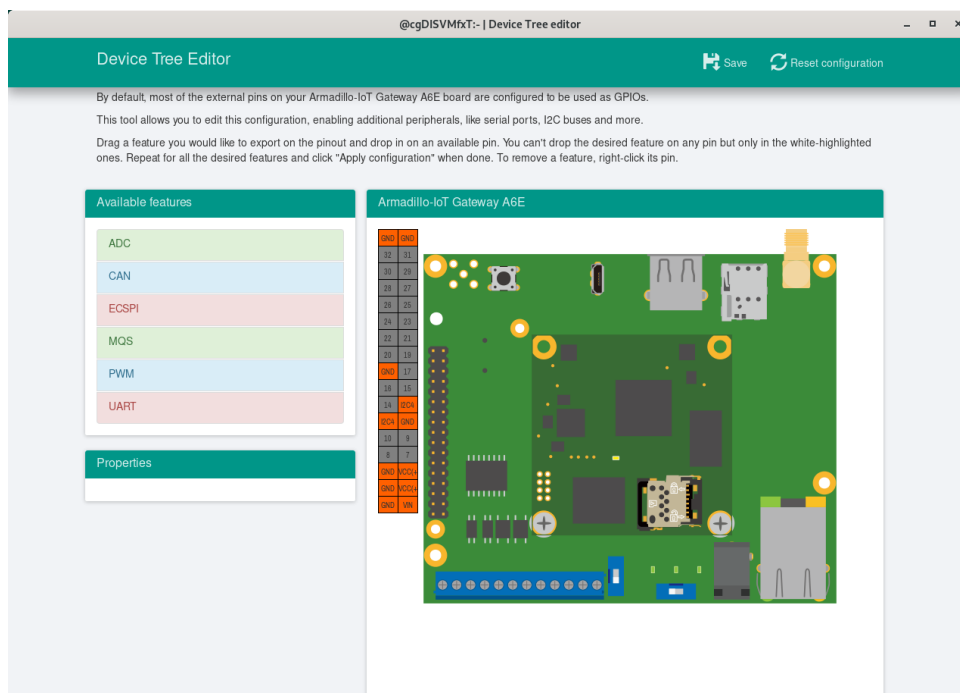 @cgDISVMfxT:~ | Device Tree editor
Device Tree Editor
Save
Reset configuration
By default, most of the external pins on your Armadillo-IoT Gateway A6E board are configured to be used as GPIOs.
This tool allows you to edit this configuration, enabling additional peripherals, like serial ports, I2C buses and more.
Drag a feature you would like to export on the pinout and drop in on an available pin. You can't drop the desired feature on any pin but only in the white-highlighted
ones. Repeat for all the desired features and click "Apply configuration" when done. To remove a feature, right-click its pin.
Available features
ADC
CAN
ECSPI
MQS
PWM
UART
Properties
Armadillo-IoT Gateway A6E
GND GND
32 31
30 29
28 27
26 25
24 23
22 21
20 19
GND 17
16 15
14 I2C4
I2C4 GND
10 9
8 7
GND VCC(+
GND VCC(+
GND VIN